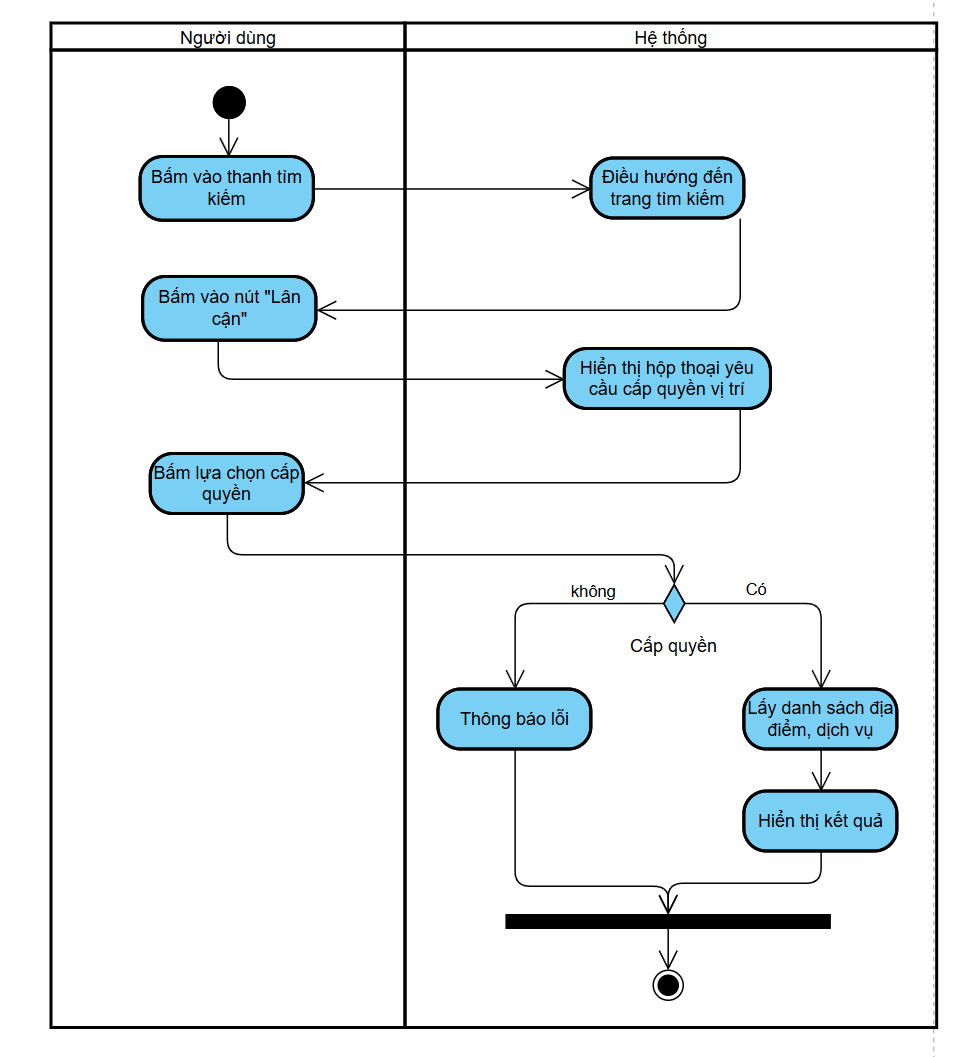 Người dùng
Hệ thống
Bấm vào thanh tìm
kiếm
Điều hướng đến
trang tìm kiếm
Bấm vào nút "Lân
cận"
Hiển thị hộp thoại yêu
cầu cấp quyền vị trí
Bấm lựa chọn cấp
quyền
không
Có
Cấp quyền
Thông báo lỗi
Lấy danh sách địa
điểm, dịch vụ
Hiển thị kết quả